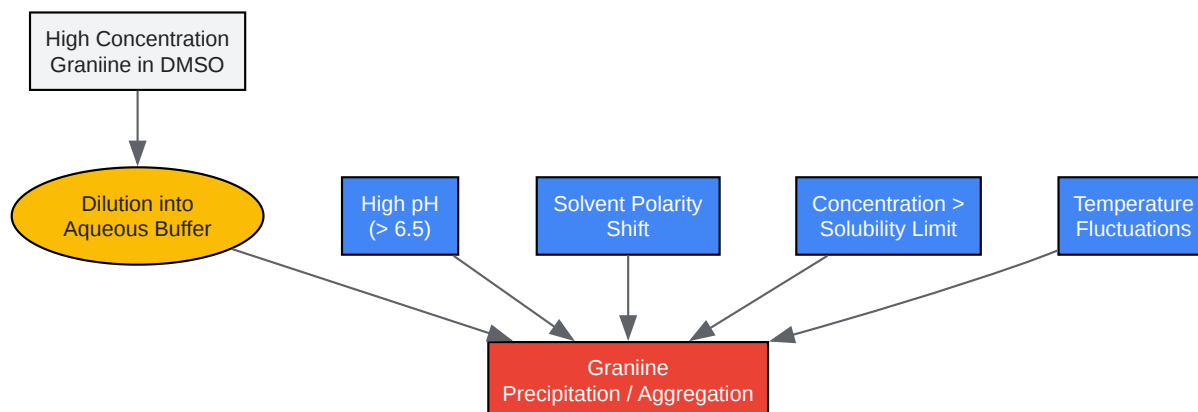 High Concentration
Graniine in DMSO
Dilution into
Aqueous Buffer
High pH
(> 6.5)
Solvent Polarity
Shift
Concentration >
Solubility Limit
Temperature
Fluctuations
Graniine
Precipitation / Aggregation